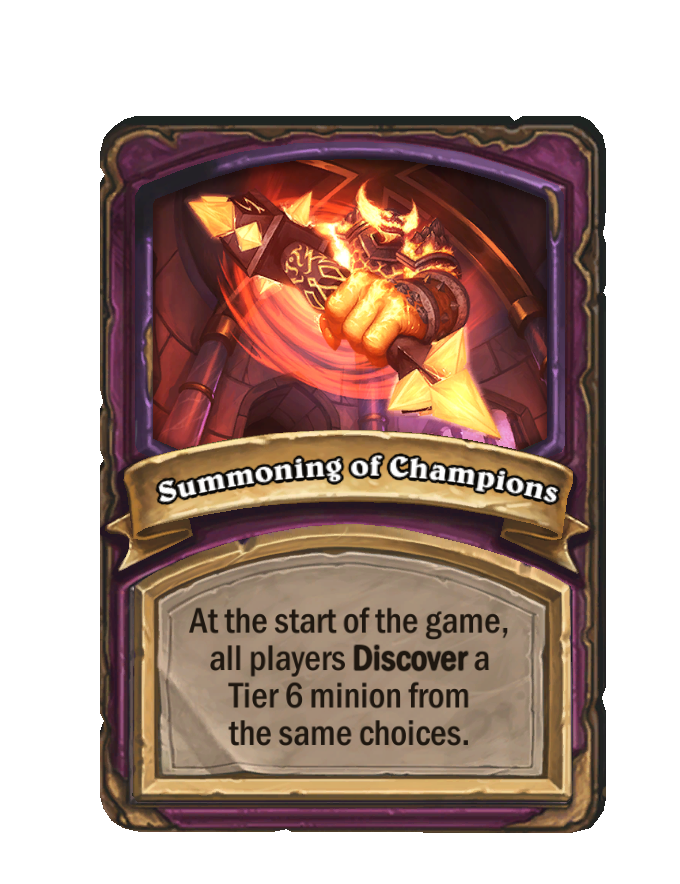 Summoning of Champions
At the start of the game,
all players Discover a
Tier 6 minion from
the same choices.